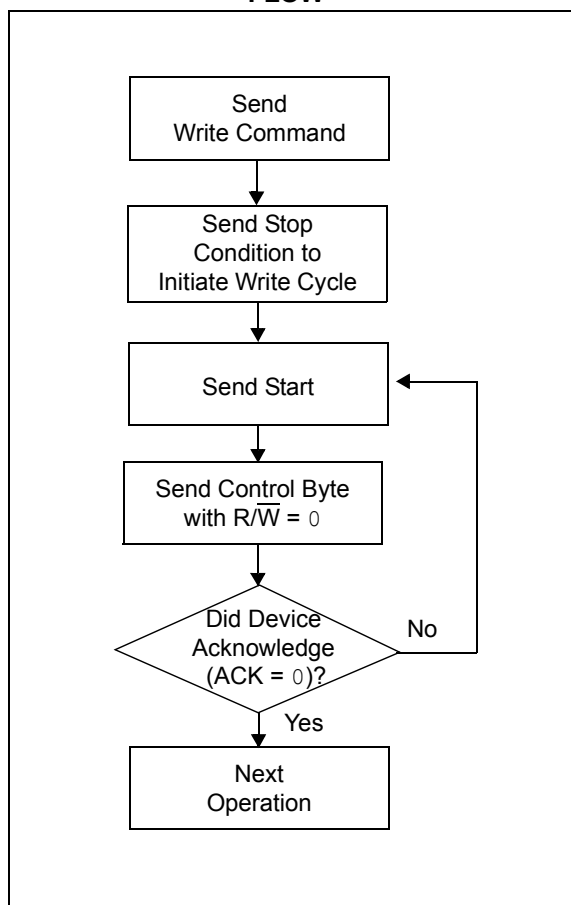 FLOW
Send
Write Command
Send Stop
Condition to
Initiate Write Cycle
Send Start
Send Control Byte
with R/W̅ = 0
Did Device
Acknowledge
(ACK = 0)?
No
Yes
Next
Operation